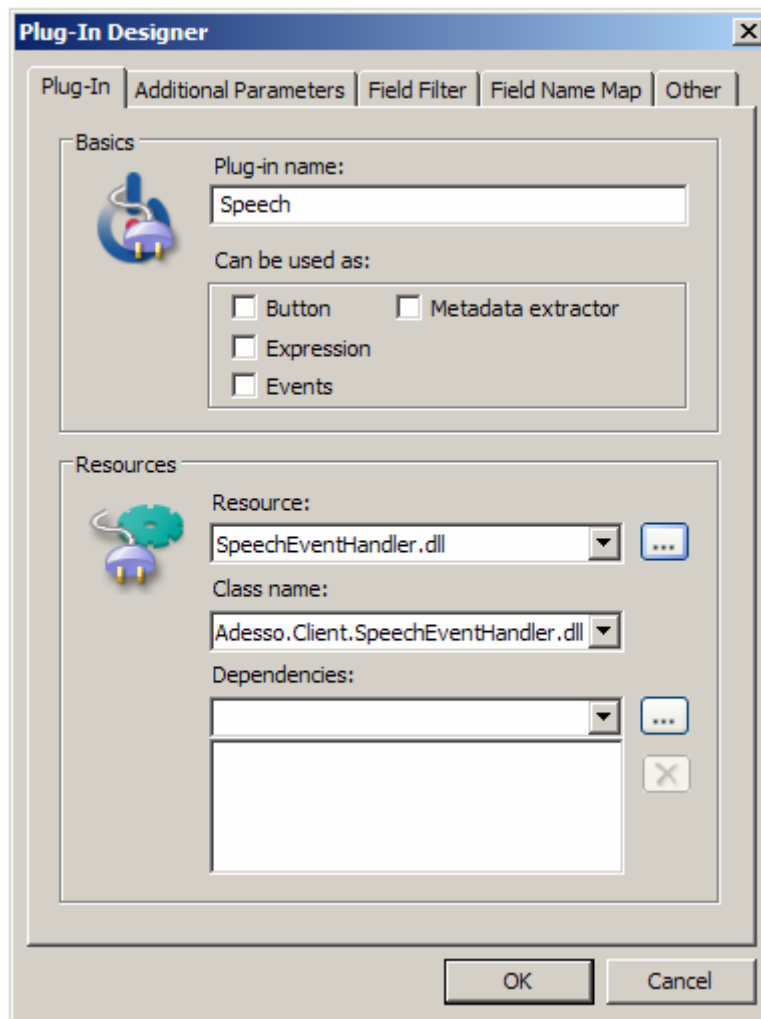 Plug-In Designer
Plug-In Additional Parameters Field Filter Field Name Map Other
Basics
Plug-in name:
Speech
Can be used as:
Button Metadata extractor
Expression
Events
Resources
Resource:
SpeechEventHandler.dll ...
Class name:
Adesso.Client.SpeechEventHandler.dll
Dependencies:
...
OK Cancel